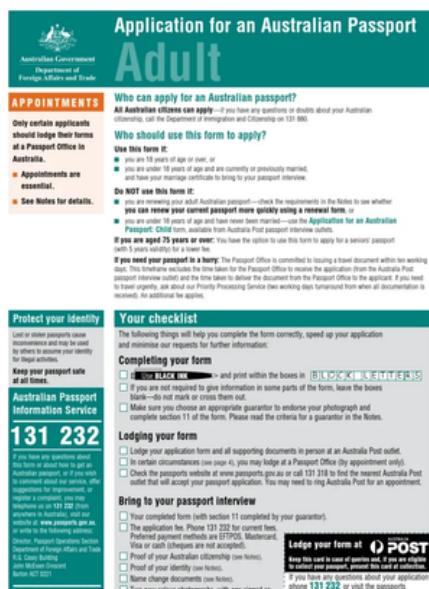 Australian Government
Department of
Foreign Affairs and Trade
Application for an Australian Passport
Adult
APPOINTMENTS
Only certain applicants
should lodge their forms
at a Passport Office in
Australia.
Appointments are
essential.
See Notes for details.
Who can apply for an Australian passport?
All Australian citizens can apply—if you have any questions or doubts about your Australian
citizenship, call the Department of Immigration and Citizenship on 131 880.
Who should use this form to apply?
Use this form if:
you are 18 years of age or over, or
you are under 18 years of age and are currently or previously married,
and have your marriage certificate to bring to your passport interview.
Do NOT use this form if:
you are renewing your adult Australian passport—check the requirements in the Notes to see whether
you can renew your current passport more quickly using a renewal form, or
you are under 18 years of age and have never been married—use the Application for an Australian
Passport: Child form, available from Australia Post passport interview outlets.
If you are aged 75 years or over: You have the option to use this form to apply for a seniors' passport
(with 5 years validity) for a lower fee.
If you need your passport in a hurry: The Passport Office is committed to issuing a travel document within ten working
days. This timeframe excludes the time taken for the Passport Office to receive the application (from the Australia Post
passport interview outlet) and the time taken to deliver the document from the Passport Office to the applicant. If you need
to travel urgently, ask about our Priority Processing Service (two working days turnaround from when all documentation is
received). An additional fee applies.
Protect your identity
Lost or stolen passports cause
inconvenience and may be used
by others to assume your identity
for illegal activities.
Keep your passport safe
at all times.
Australian Passport
Information Service
131 232
If you have any questions about
this form or about how to get an
Australian passport, or if you wish
to comment about our service, offer
suggestions for improvement, or
register a complaint, you may
telephone us on 131 232 (from
anywhere in Australia), visit our
website at: www.passports.gov.au,
or write to the following address:
Director, Passport Operations Section
Department of Foreign Affairs and Trade
R.G. Casey Building
John McEwen Crescent
Barton ACT 0221
Your checklist
The following things will help you complete the form correctly, speed up your application
and minimise our requests for further information:
Completing your form
Use BLACK INK and print within the boxes in BLOCK LETTERS
If you are not required to give information in some parts of the form, leave the boxes
blank—do not mark or cross them out.
Make sure you choose an appropriate guarantor to endorse your photograph and
complete section 11 of the form. Please read the criteria for a guarantor in the Notes.
Lodging your form
Lodge your application form and all supporting documents in person at an Australia Post outlet.
In certain circumstances (see page 4), you may lodge at a Passport Office (by appointment only).
Check the passports website at www.passports.gov.au or call 131 318 to find the nearest Australia Post
outlet that will accept your passport application. You may need to ring Australia Post for an appointment.
Bring to your passport interview
Your completed form (with section 11 completed by your guarantor).
The application fee. Phone 131 232 for current fees.
Preferred payment methods are EFTPOS, Mastercard,
Visa or cash (cheques are not accepted).
Proof of your Australian citizenship (see Notes).
Proof of your identity (see Notes).
Name change documents (see Notes).
Lodge your form at
AUSTRALIA
POST
Keep this card in case of queries and, if you are eligible
to collect your passport, present this card at collection.
If you have any questions about your application
phone 131 232 or visit the passports